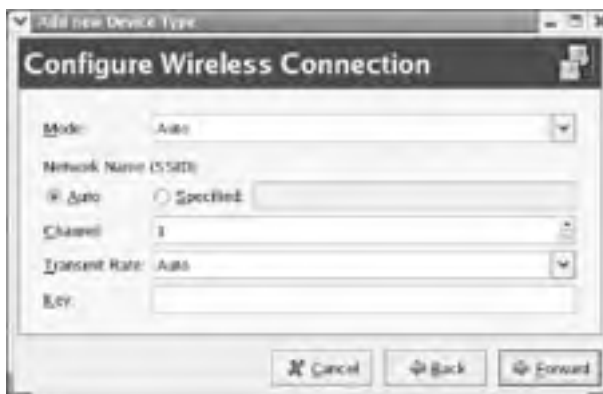 Add new Device Type
Configure Wireless Connection
Mode: Auto
Network Name (SSID):
Auto Specified:
Channel: 1
Transmit Rate: Auto
Key:
Cancel Back Forward